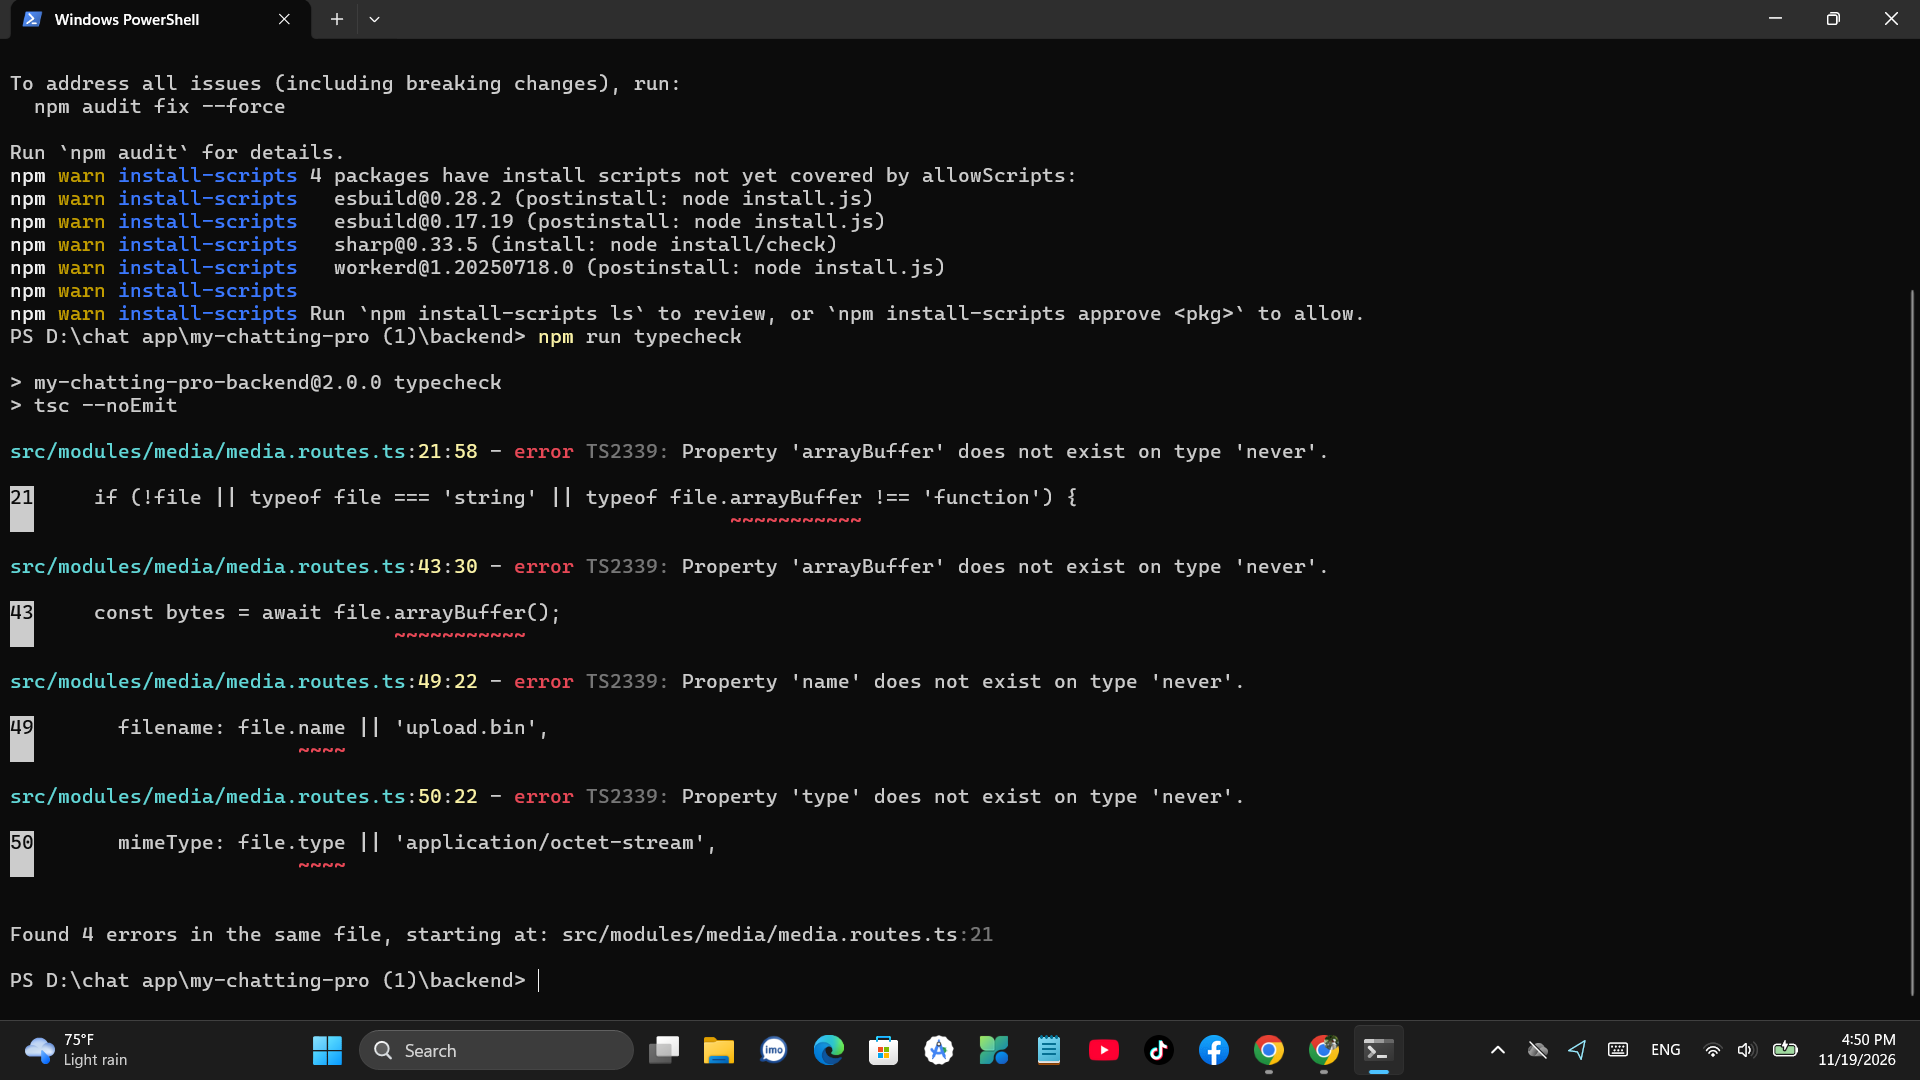 Windows PowerShell
To address all issues (including breaking changes), run:
  npm audit fix --force
Run `npm audit` for details.
npm warn install-scripts 4 packages have install scripts not yet covered by allowScripts:
npm warn install-scripts   esbuild@0.28.2 (postinstall: node install.js)
npm warn install-scripts   esbuild@0.17.19 (postinstall: node install.js)
npm warn install-scripts   sharp@0.33.5 (install: node install/check)
npm warn install-scripts   workerd@1.20250718.0 (postinstall: node install.js)
npm warn install-scripts
npm warn install-scripts Run `npm install-scripts ls` to review, or `npm install-scripts approve <pkg>` to allow.
PS D:\chat app\my-chatting-pro (1)\backend> npm run typecheck
> my-chatting-pro-backend@2.0.0 typecheck
> tsc --noEmit
src/modules/media/media.routes.ts:21:58 - error TS2339: Property 'arrayBuffer' does not exist on type 'never'.
21     if (!file || typeof file === 'string' || typeof file.arrayBuffer !== 'function') {
~~~~~~~~~~~
src/modules/media/media.routes.ts:43:30 - error TS2339: Property 'arrayBuffer' does not exist on type 'never'.
43     const bytes = await file.arrayBuffer();
~~~~~~~~~~~
src/modules/media/media.routes.ts:49:22 - error TS2339: Property 'name' does not exist on type 'never'.
49       filename: file.name || 'upload.bin',
~~~~
src/modules/media/media.routes.ts:50:22 - error TS2339: Property 'type' does not exist on type 'never'.
50       mimeType: file.type || 'application/octet-stream',
~~~~
Found 4 errors in the same file, starting at: src/modules/media/media.routes.ts:21
PS D:\chat app\my-chatting-pro (1)\backend>
75°F
Light rain
Search
imo
ENG
4:50 PM
11/19/2026